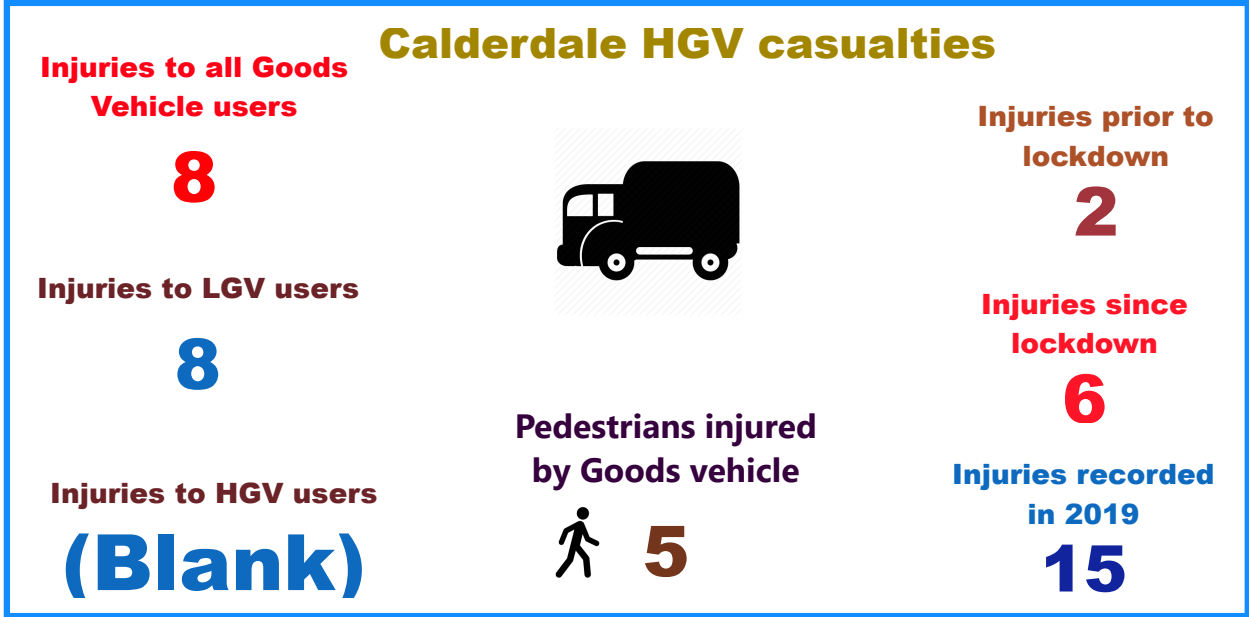 Calderdale HGV casualties
Injuries to all Goods
Vehicle users
8
Injuries to LGV users
8
Injuries to HGV users
(Blank)
Pedestrians injured
by Goods vehicle
5
Injuries prior to
lockdown
2
Injuries since
lockdown
6
Injuries recorded
in 2019
15